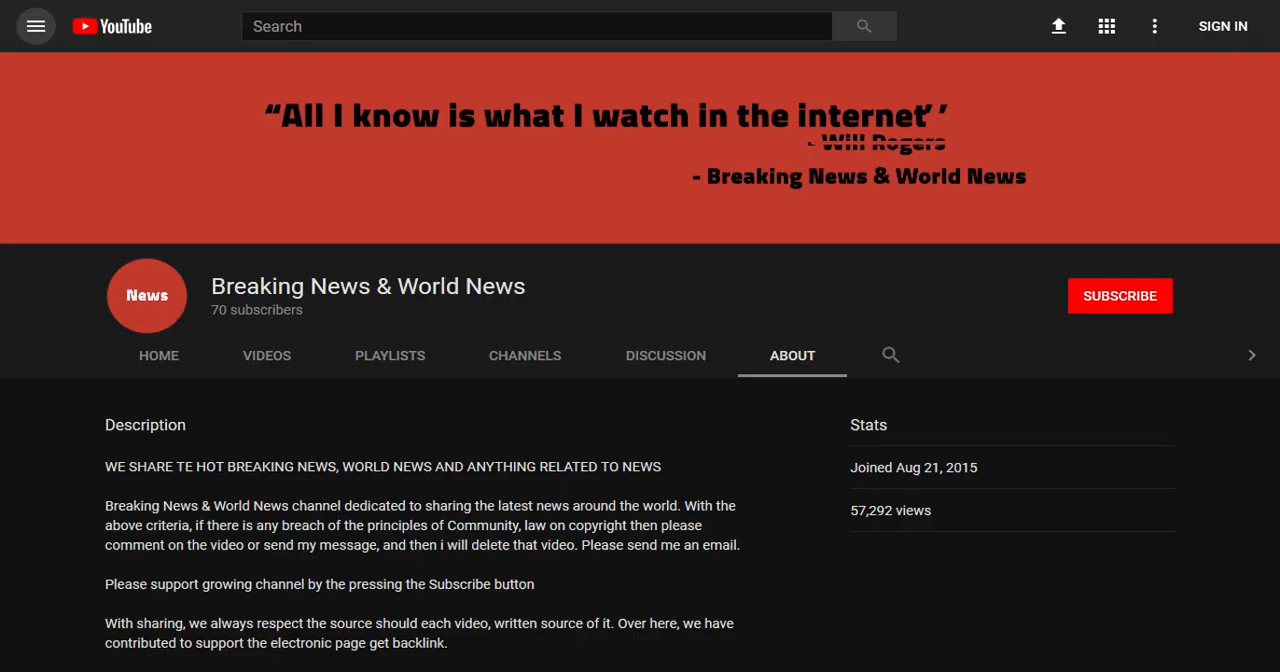 YouTube
Search
SIGN IN
“All I know is what I watch in the internet’’
- Will Rogers
- Breaking News & World News
News
Breaking News & World News
70 subscribers
SUBSCRIBE
HOME VIDEOS PLAYLISTS CHANNELS DISCUSSION ABOUT
Description
WE SHARE TE HOT BREAKING NEWS, WORLD NEWS AND ANYTHING RELATED TO NEWS
Breaking News & World News channel dedicated to sharing the latest news around the world. With the
above criteria, if there is any breach of the principles of Community, law on copyright then please
comment on the video or send my message, and then i will delete that video. Please send me an email.
Please support growing channel by the pressing the Subscribe button
With sharing, we always respect the source should each video, written source of it. Over here, we have
contributed to support the electronic page get backlink.
Stats
Joined Aug 21, 2015
57,292 views